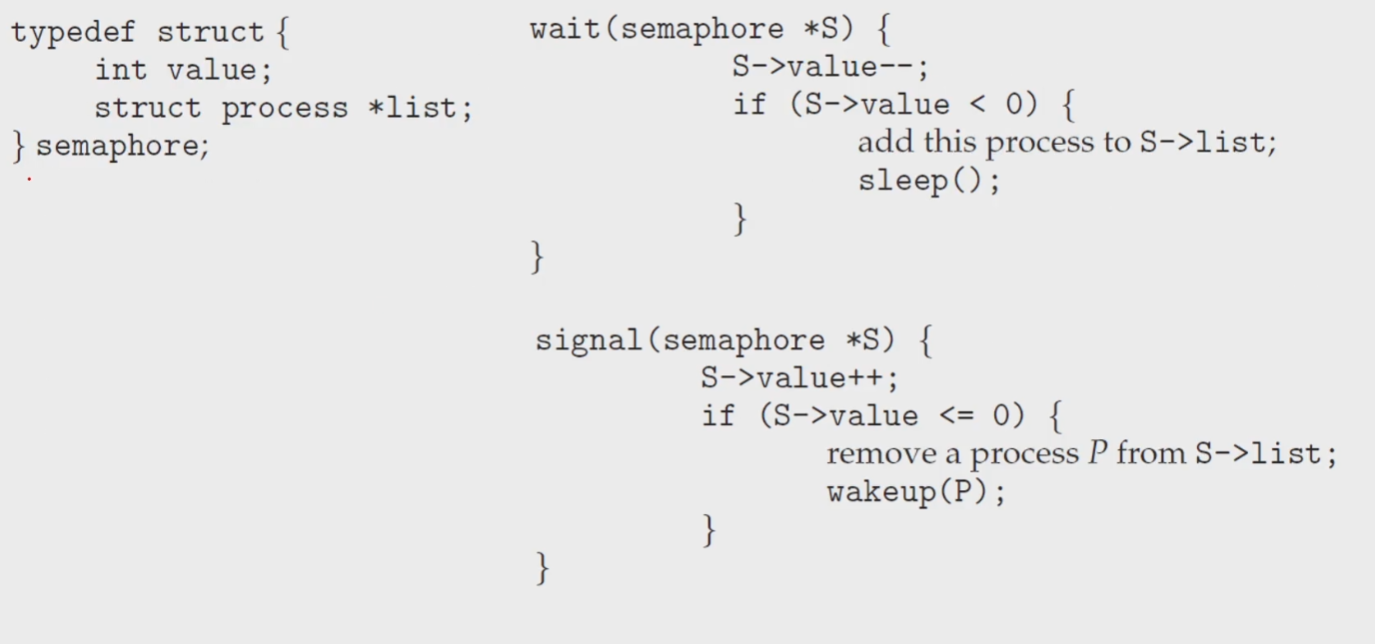 typedef struct {
int value;
struct process *list;
} semaphore;
wait(semaphore *S) {
S->value--;
if (S->value < 0) {
add this process to S->list;
sleep();
}
}
signal(semaphore *S) {
S->value++;
if (S->value <= 0) {
remove a process P from S->list;
wakeup(P);
}
}